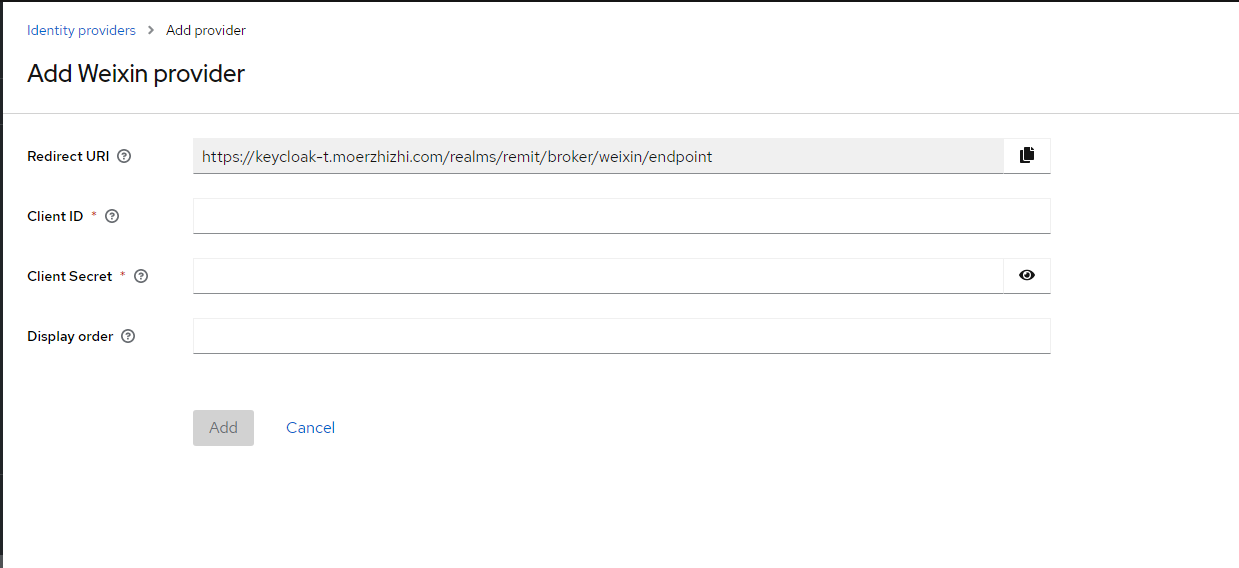 Identity providers > Add provider
Add Weixin provider
Redirect URI
https://keycloak-t.moerzhizhi.com/realms/remit/broker/weixin/endpoint
Client ID *
Client Secret *
Display order
Add Cancel